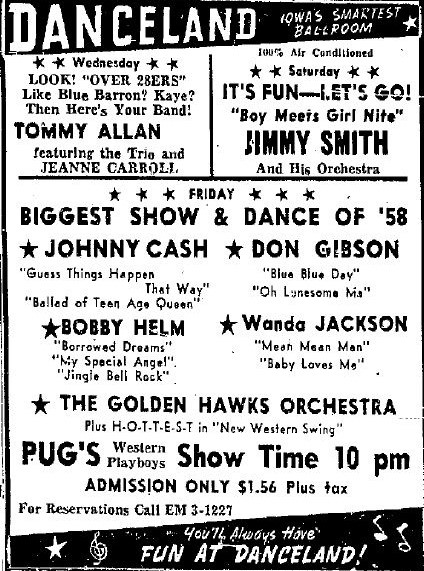 DANCELAND
IOWA'S SMARTEST
BALLROOM
Wednesday
LOOK! "OVER 28ERS"
Like Blue Barron? Kaye?
Then Here's Your Band!
TOMMY ALLAN
featuring the Trio and
JEANNE CARROLL
100% Air Conditioned
Saturday
IT'S FUN—LET'S GO!
"Boy Meets Girl Nite"
JIMMY SMITH
And His Orchestra
FRIDAY
BIGGEST SHOW & DANCE OF '58
JOHNNY CASH
"Guess Things Happen
That Way"
"Ballad of Teen Age Queen"
DON GIBSON
"Blue Blue Day"
"Oh Lonesome Me"
BOBBY HELM
"Borrowed Dreams"
"My Special Angel".
"Jingle Bell Rock"
Wanda JACKSON
"Mean Mean Man"
"Baby Loves Me"
THE GOLDEN HAWKS ORCHESTRA
Plus H-O-T-T-E-S-T in "New Western Swing"
PUG'S Western Playboys Show Time 10 pm
ADMISSION ONLY $1.56 Plus tax
For Reservations Call EM 3-1227
You'll Always Have
FUN AT DANCELAND!